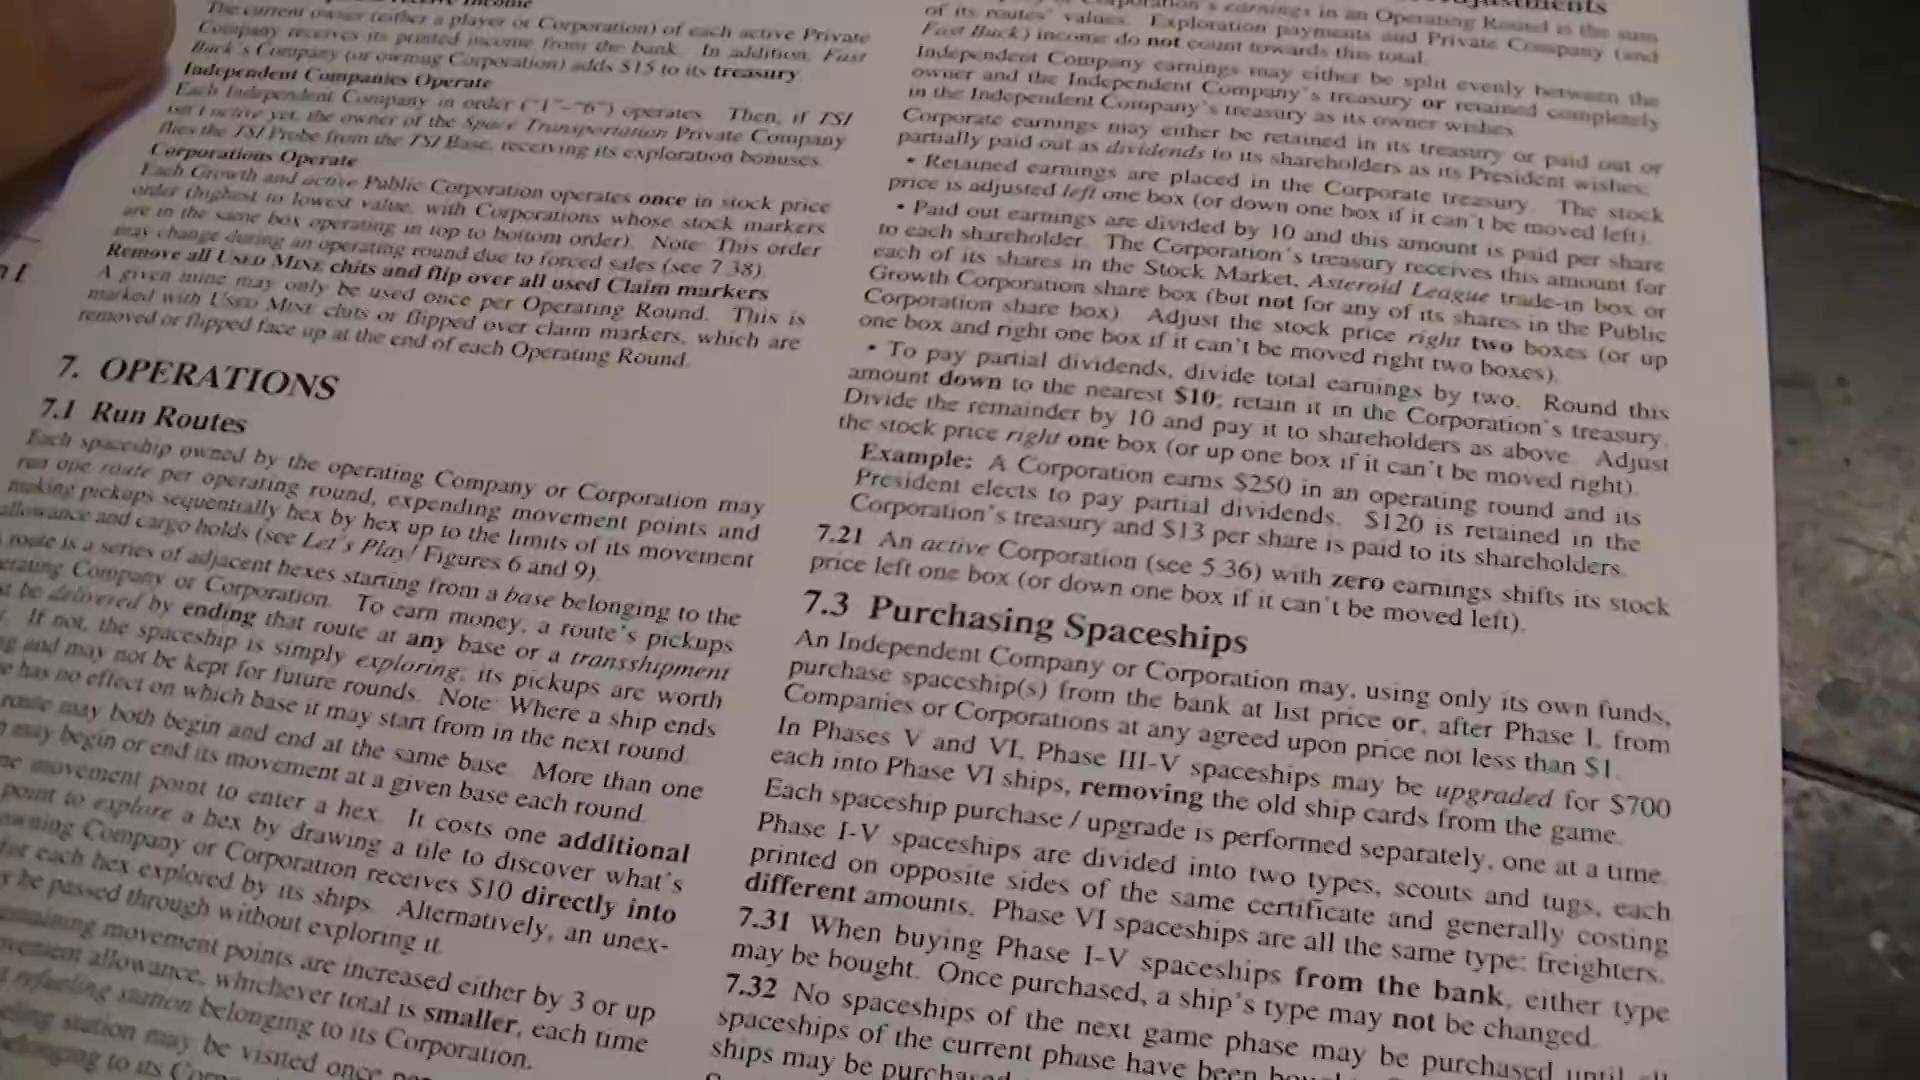 The current owner (either a player or Corporation) of each active Private
Company receives its printed income from the bank. In addition, Fast
Buck's Company (or owning Corporation) adds $15 to its treasury.
Independent Companies Operate
Each Independent Company in order ("1"–"6") operates. Then, if TSI
isn't active yet, the owner of the Space Transportation Private Company
flies the TSI Probe from the TSI Base, receiving its exploration bonuses.
Corporations Operate
Each Growth and active Public Corporation operates once in stock price
order (highest to lowest value, with Corporations whose stock markers
are in the same box operating in top to bottom order). Note: This order
may change during an operating round due to forced sales (see 7.38).
Remove all USED MINE chits and flip over all used Claim markers
A given mine may only be used once per Operating Round. This is
marked with USED MINE chits or flipped over claim markers, which are
removed or flipped face up at the end of each Operating Round.
7. OPERATIONS
7.1 Run Routes
Each spaceship owned by the operating Company or Corporation may
run one route per operating round, expending movement points and
making pickups sequentially hex by hex up to the limits of its movement
allowance and cargo holds (see Let's Play! Figures 6 and 9).
route is a series of adjacent hexes starting from a base belonging to the
Company or Corporation. To earn money, a route's pickups
be delivered by ending that route at any base or a transshipment
If not, the spaceship is simply exploring; its pickups are worth
and may not be kept for future rounds. Note: Where a ship ends
has no effect on which base it may start from in the next round.
route may both begin and end at the same base. More than one
may begin or end its movement at a given base each round.
movement point to enter a hex. It costs one additional
point to explore a hex by drawing a tile to discover what's
owning Company or Corporation receives $10 directly into
for each hex explored by its ships. Alternatively, an unex-
be passed through without exploring it.
remaining movement points are increased either by 3 or up
allowance, whichever total is smaller, each time
refueling station belonging to its Corporation.
station may be visited once
belonging to its
earnings in an Operating Round is the sum
of its routes' values. Exploration payments and Private Company (and
Fast Buck) income do not count towards this total.
Independent Company earnings may either be split evenly between the
owner and the Independent Company's treasury or retained completely
in the Independent Company's treasury as its owner wishes.
Corporate earnings may either be retained in its treasury or paid out or
partially paid out as dividends to its shareholders as its President wishes:
• Retained earnings are placed in the Corporate treasury. The stock
price is adjusted left one box (or down one box if it can't be moved left).
• Paid out earnings are divided by 10 and this amount is paid per share
to each shareholder. The Corporation's treasury receives this amount for
each of its shares in the Stock Market, Asteroid League trade-in box or
Growth Corporation share box (but not for any of its shares in the Public
Corporation share box). Adjust the stock price right two boxes (or up
one box and right one box if it can't be moved right two boxes).
• To pay partial dividends, divide total earnings by two. Round this
amount down to the nearest $10; retain it in the Corporation's treasury.
Divide the remainder by 10 and pay it to shareholders as above. Adjust
the stock price right one box (or up one box if it can't be moved right).
Example: A Corporation earns $250 in an operating round and its
President elects to pay partial dividends. $120 is retained in the
Corporation's treasury and $13 per share is paid to its shareholders.
7.21 An active Corporation (see 5.36) with zero earnings shifts its stock
price left one box (or down one box if it can't be moved left).
7.3 Purchasing Spaceships
An Independent Company or Corporation may, using only its own funds,
purchase spaceship(s) from the bank at list price or, after Phase I, from
Companies or Corporations at any agreed upon price not less than $1.
In Phases V and VI, Phase III-V spaceships may be upgraded for $700
each into Phase VI ships, removing the old ship cards from the game.
Each spaceship purchase / upgrade is performed separately, one at a time.
Phase I-V spaceships are divided into two types, scouts and tugs, each
printed on opposite sides of the same certificate and generally costing
different amounts. Phase VI spaceships are all the same type: freighters.
7.31 When buying Phase I–V spaceships from the bank, either type
may be bought. Once purchased, a ship's type may not be changed.
7.32 No spaceships of the next game phase may be purchased until all
spaceships of the current phase have been
ships may be purchased